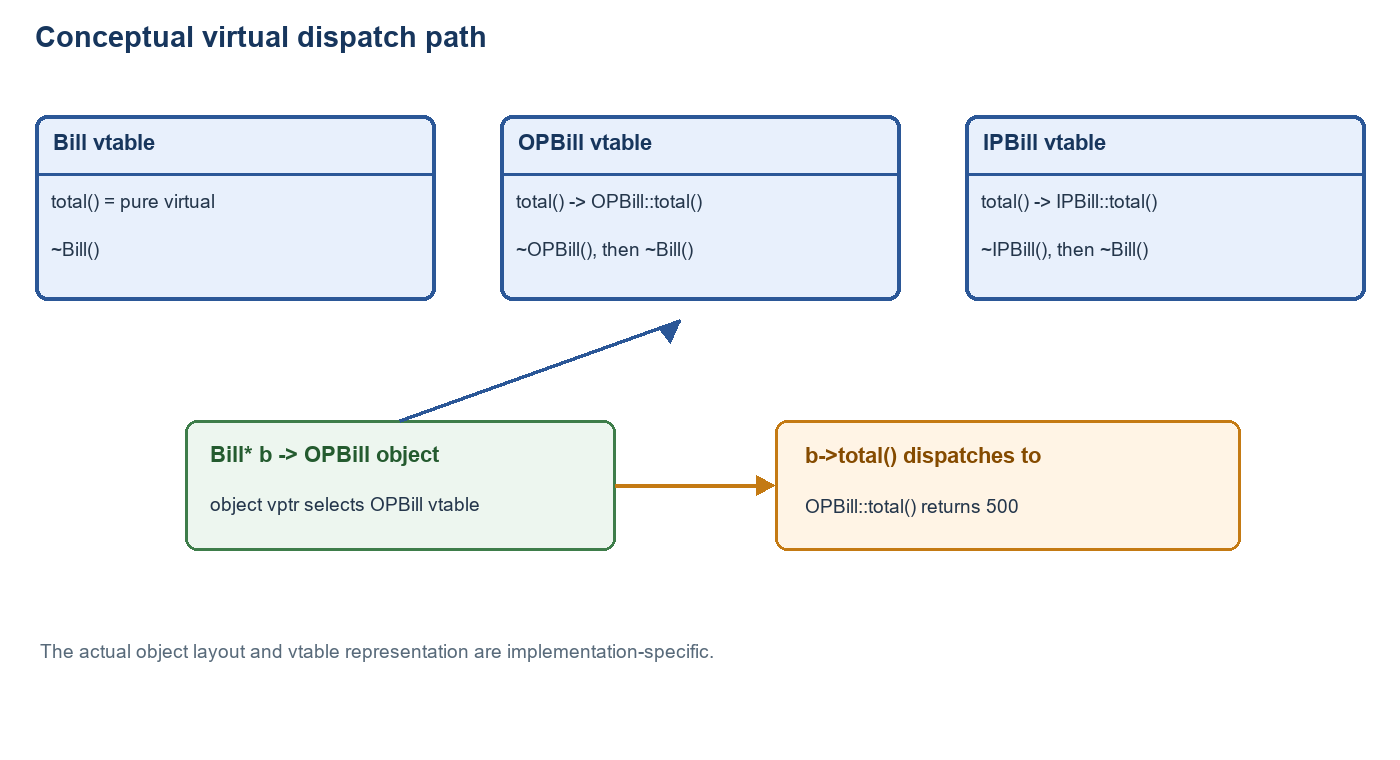 Conceptual virtual dispatch path
Bill vtable
total() = pure virtual
~Bill()
OPBill vtable
total() -> OPBill::total()
~OPBill(), then ~Bill()
IPBill vtable
total() -> IPBill::total()
~IPBill(), then ~Bill()
Bill* b -> OPBill object
object vptr selects OPBill vtable
b->total() dispatches to
OPBill::total() returns 500
The actual object layout and vtable representation are implementation-specific.